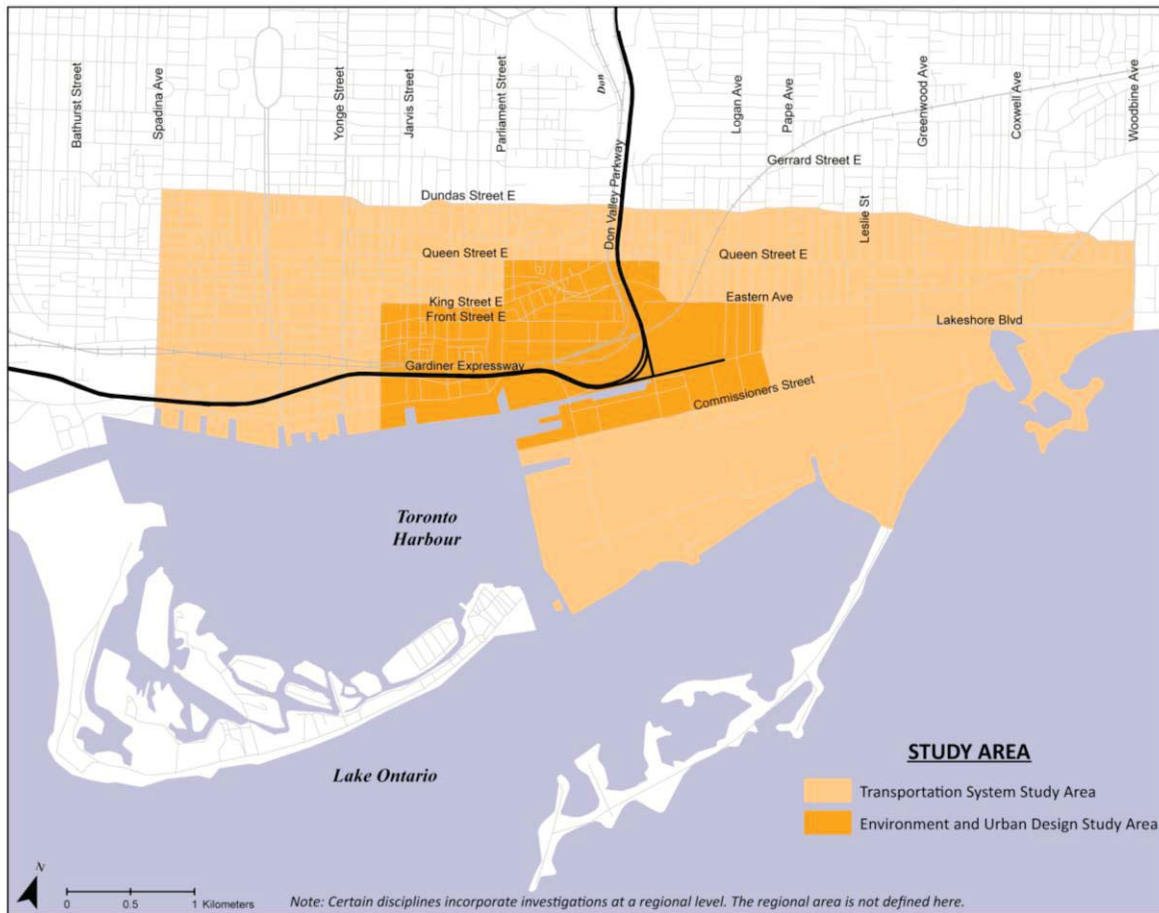 Bathurst Street
Spadina Ave
Yonge Street
Jarvis Street
Parliament Street
Don
Don Valley Parkway
Logan Ave
Pape Ave
Greenwood Ave
Coxwell Ave
Woodbine Ave
Gerrard Street E
Dundas Street E
Leslie St
Queen Street E
Queen Street E
King Street E
Front Street E
Eastern Ave
Lakeshore Blvd
Gardiner Expressway
Commissioners Street
Toronto
Harbour
Lake Ontario
STUDY AREA
Transportation System Study Area
Environment and Urban Design Study Area
N
0 0.5 1 Kilometers
Note: Certain disciplines incorporate investigations at a regional level. The regional area is not defined here.